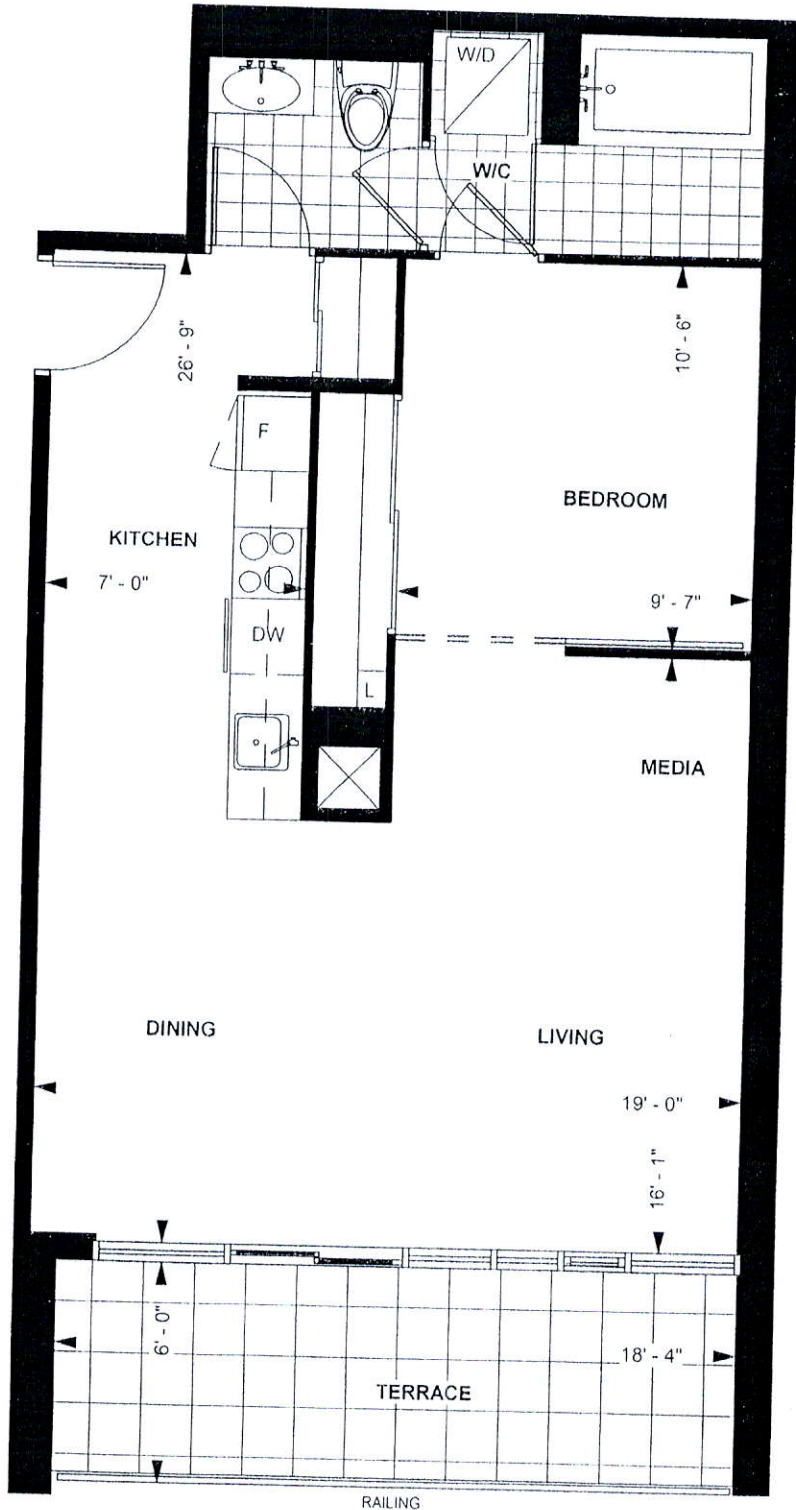 W/D
W/C
26' - 9"
10' - 6"
F
BEDROOM
KITCHEN
7' - 0"
9' - 7"
DW
L
MEDIA
DINING
LIVING
19' - 0"
16' - 1"
6' - 0"
18' - 4"
TERRACE
RAILING